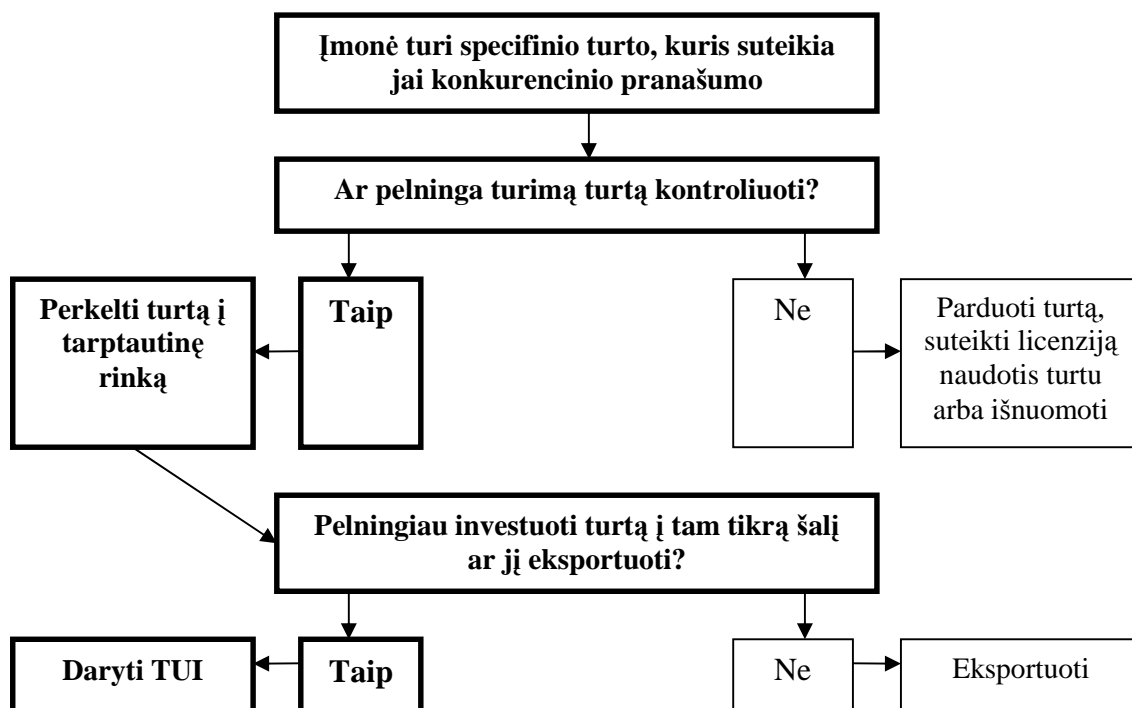 Įmonė turi specifinio turto, kuris suteikia
jai konkurencinio pranašumo
Ar pelninga turimą turtą kontroliuoti?
Perkelti turtą į
tarptautinę
rinką
Taip
Ne
Parduoti turtą,
suteikti licenziją
naudotis turtu
arba išnuomoti
Pelningiau investuoti turtą į tam tikrą šalį
ar jį eksportuoti?
Daryti TUI
Taip
Ne
Eksportuoti